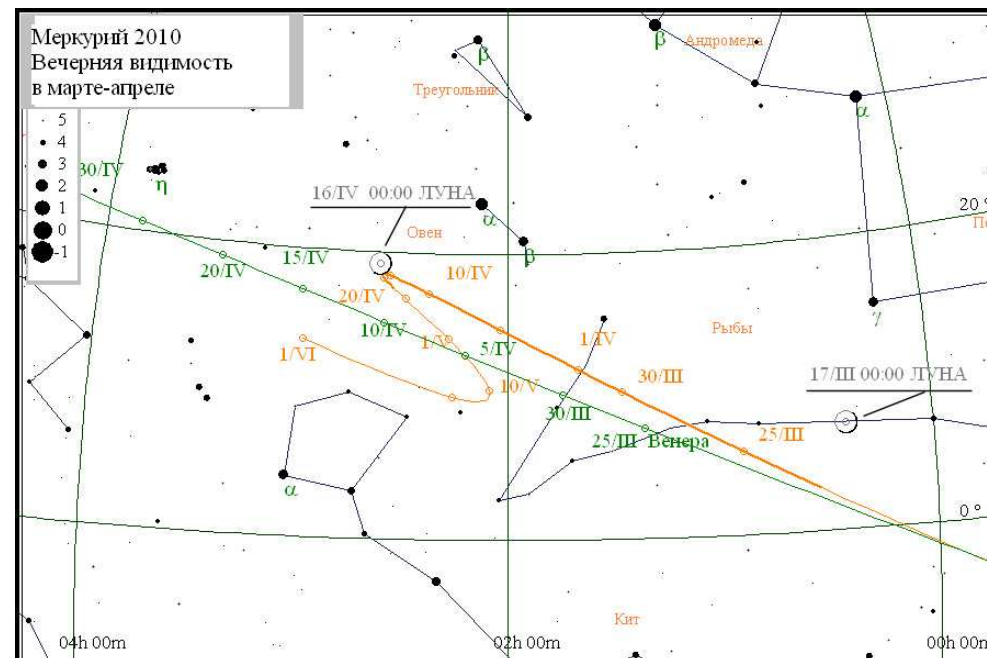 Меркурий 2010
Вечерняя видимость
в марте-апреле
5
4
3
2
1
0
-1
β
Треугольник
β
Андромеда
α
η
30/IV
16/IV 00:00 ЛУНА
α
Овен
β
20 °
20/IV
15/IV
20/IV
10/IV
10/IV
1/V
5/IV
1/IV
Рыбы
γ
1/VI
10/V
30/III
30/III
17/III 00:00 ЛУНА
25/III Венера
25/III
α
0 °
Кит
04h 00m
02h 00m
00h 00m